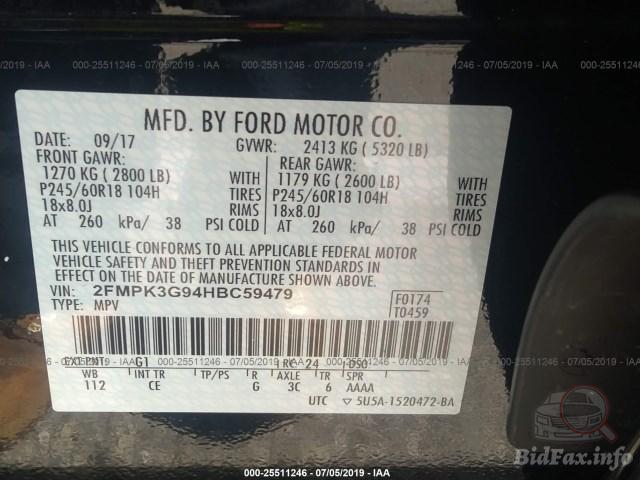 000-25511246 - 07/05/2019 - IAA
MFD. BY FORD MOTOR CO.
DATE: 09/17 GVWR: 2413 KG ( 5320 LB)
FRONT GAWR: REAR GAWR:
1270 KG ( 2800 LB) WITH 1179 KG ( 2600 LB) WITH
P245/60R18 104H TIRES P245/60R18 104H TIRES
18x8.0J RIMS 18x8.0J RIMS
AT 260 kPa/ 38 PSI COLD AT 260 kPa/ 38 PSI COLD
THIS VEHICLE CONFORMS TO ALL APPLICABLE FEDERAL MOTOR
VEHICLE SAFETY AND THEFT PREVENTION STANDARDS IN
EFFECT ON THE DATE OF MANUFACTURE SHOWN ABOVE.
VIN: 2FMPK3G94HBC59479
TYPE: MPV
F0174
T0459
EXT PNT: G1 RC: 24 DSO:
WB INT TR TP/PS R AXLE TR SPR
112 CE G 3C 6 AAAA
UTC 5U5A-1520472-BA
000-25511246 - 07/05/2019 - IAA
BidFax.info